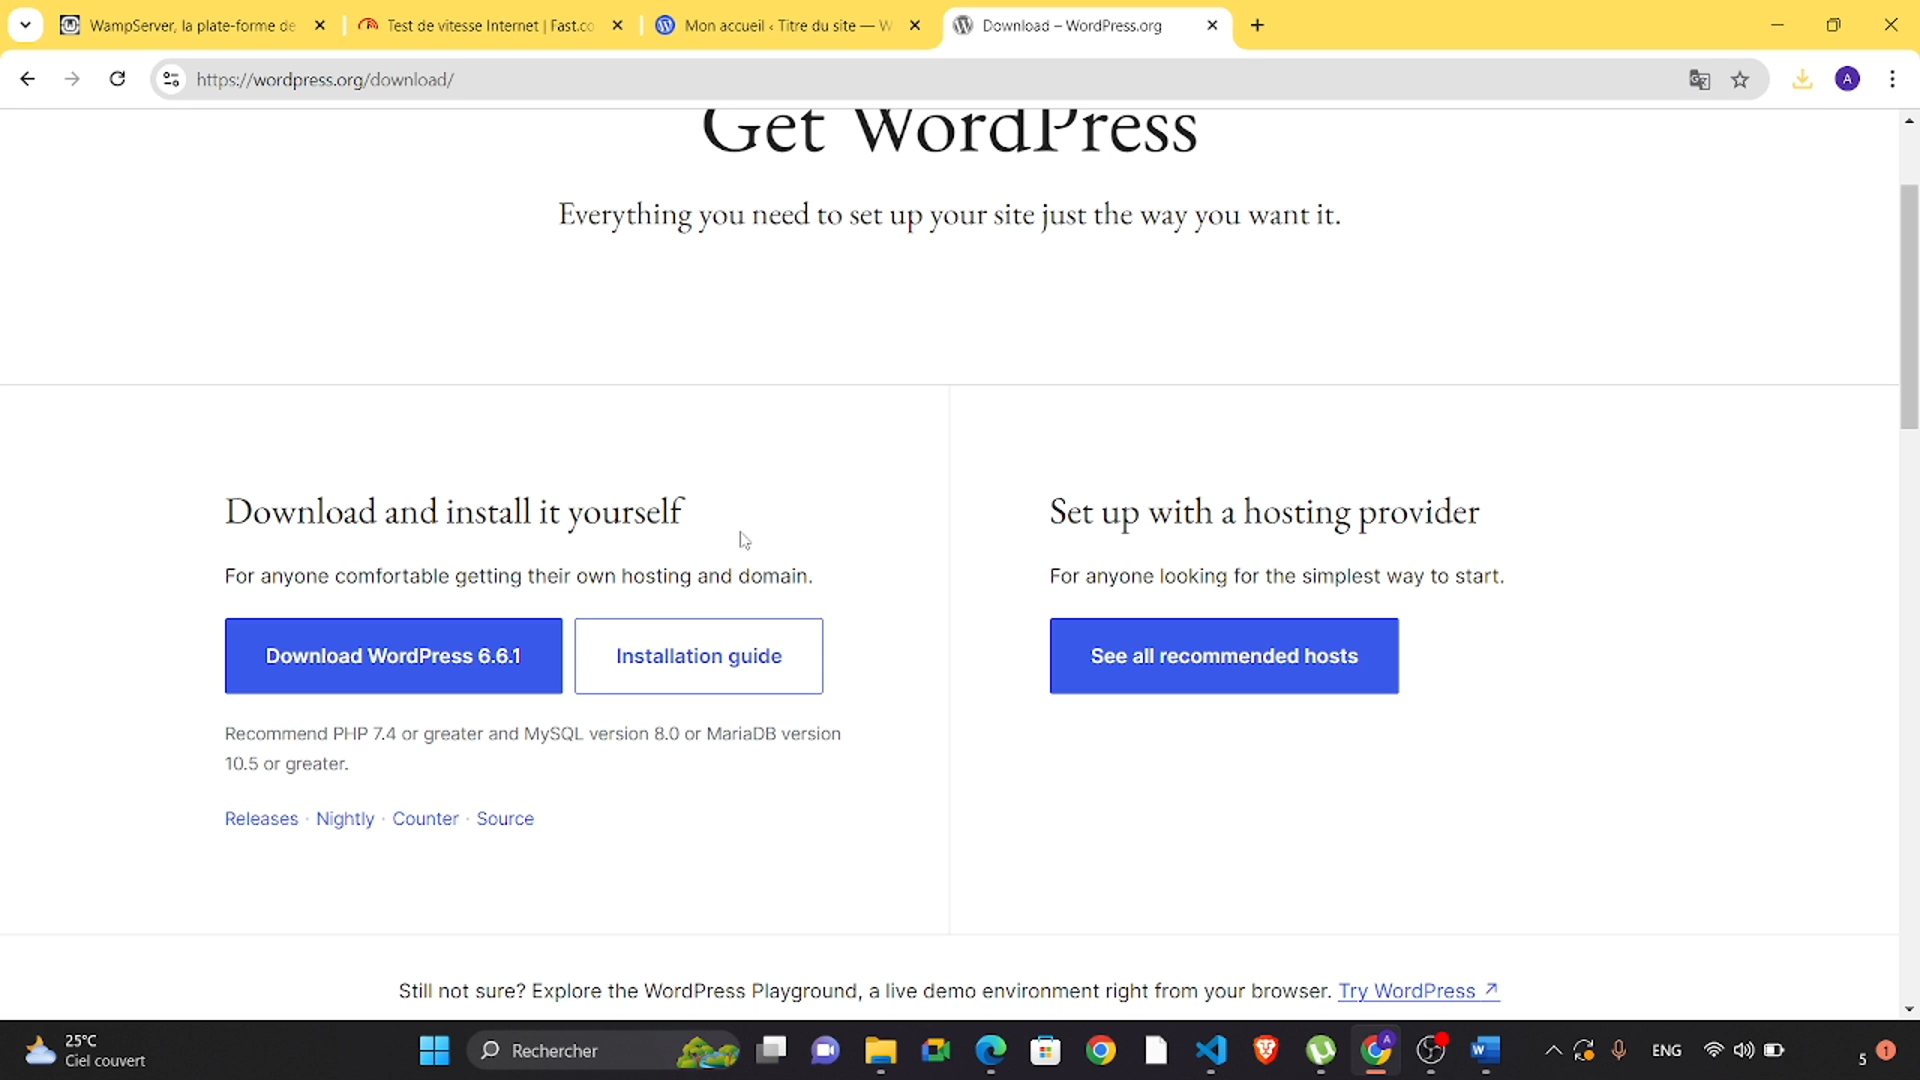 WampServer, la plate-forme de
Test de vitesse Internet | Fast.co
Mon accueil ‹ Titre du site — W
Download – WordPress.org
https://wordpress.org/download/
A
Get WordPress
Everything you need to set up your site just the way you want it.
Download and install it yourself
For anyone comfortable getting their own hosting and domain.
Download WordPress 6.6.1
Installation guide
Recommend PHP 7.4 or greater and MySQL version 8.0 or MariaDB version
10.5 or greater.
Releases · Nightly · Counter · Source
Set up with a hosting provider
For anyone looking for the simplest way to start.
See all recommended hosts
Still not sure? Explore the WordPress Playground, a live demo environment right from your browser. Try WordPress ↗
25°C
Ciel couvert
Rechercher
A
W
ENG
5
1